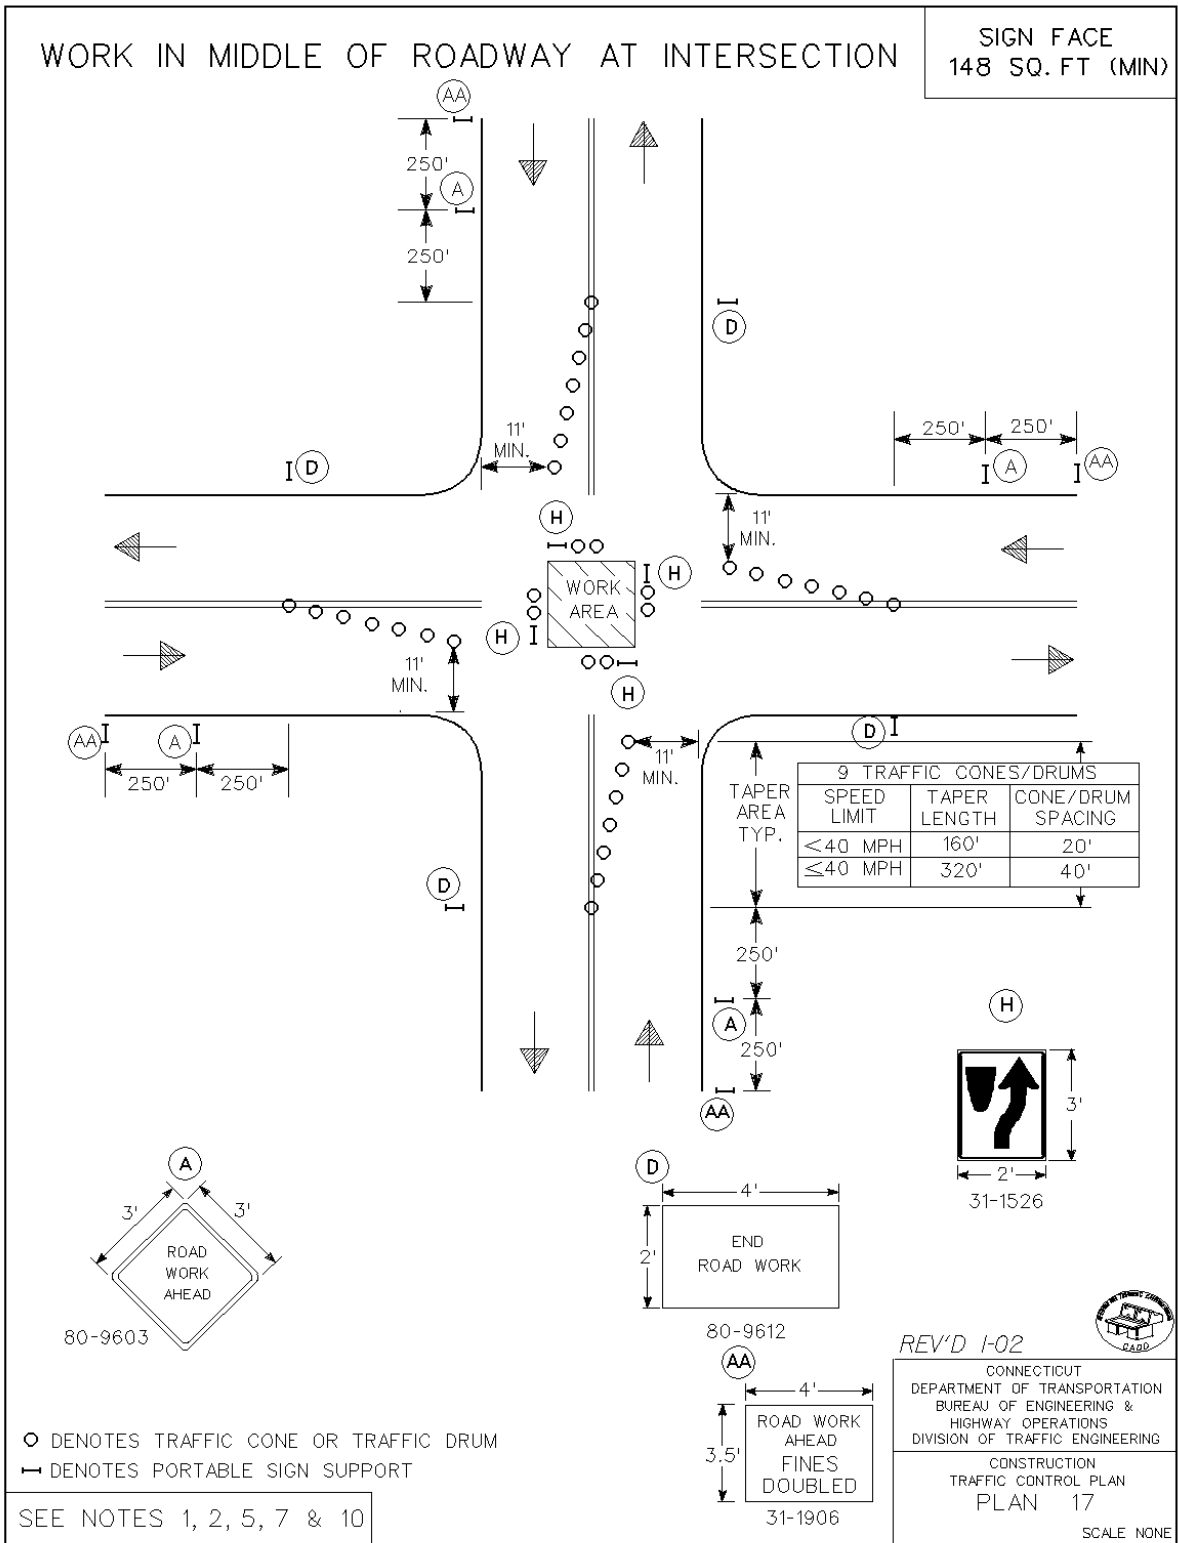 WORK IN MIDDLE OF ROADWAY AT INTERSECTION
SIGN FACE
148 SQ. FT (MIN)
AA
250'
A
250'
D
11'
MIN.
D
250'
250'
A
AA
H
11'
MIN.
WORK
AREA
H
H
11'
MIN.
H
AA
A
250'
250'
D
11'
MIN.
TAPER
AREA
TYP.
9 TRAFFIC CONES/DRUMS
SPEED
LIMIT
TAPER
LENGTH
CONE/DRUM
SPACING
<40 MPH 160' 20'
≤40 MPH 320' 40'
D
250'
A
250'
AA
H
3'
2'
31-1526
A
3'
3'
ROAD
WORK
AHEAD
80-9603
D
4'
2'
END
ROAD WORK
80-9612
AA
4'
3.5'
ROAD WORK
AHEAD
FINES
DOUBLED
31-1906
REV'D 1-02
CADD
CONNECTICUT
DEPARTMENT OF TRANSPORTATION
BUREAU OF ENGINEERING &
HIGHWAY OPERATIONS
DIVISION OF TRAFFIC ENGINEERING
CONSTRUCTION
TRAFFIC CONTROL PLAN
PLAN 17
SCALE NONE
O DENOTES TRAFFIC CONE OR TRAFFIC DRUM
DENOTES PORTABLE SIGN SUPPORT
SEE NOTES 1, 2, 5, 7 & 10